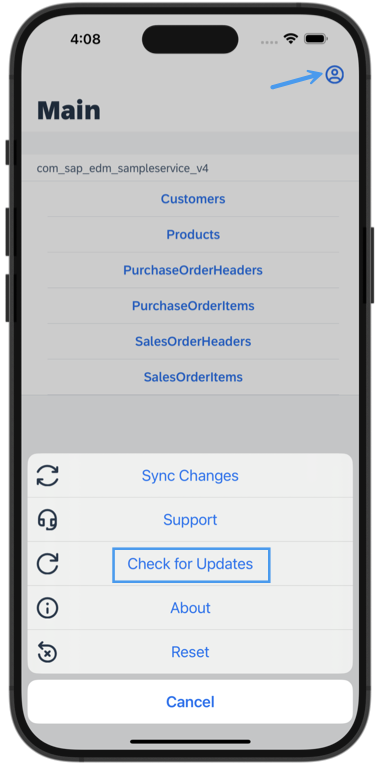 4:08
Main
com_sap_edm_sampleservice_v4
Customers
Products
PurchaseOrderHeaders
PurchaseOrderItems
SalesOrderHeaders
SalesOrderItems
Sync Changes
Support
Check for Updates
About
Reset
Cancel